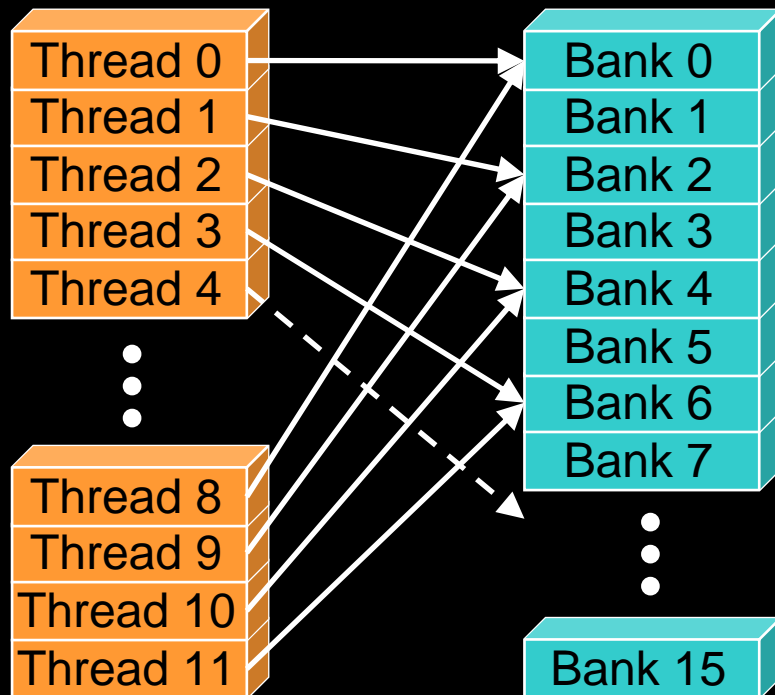 Thread 0
Thread 1
Thread 2
Thread 3
Thread 4
Thread 8
Thread 9
Thread 10
Thread 11
Bank 0
Bank 1
Bank 2
Bank 3
Bank 4
Bank 5
Bank 6
Bank 7
Bank 15